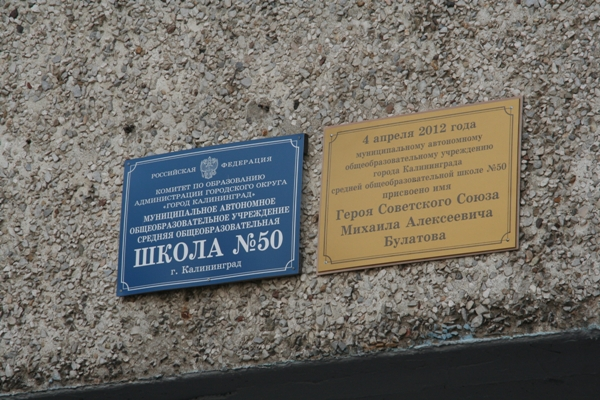 РОССИЙСКАЯ ФЕДЕРАЦИЯ
КОМИТЕТ ПО ОБРАЗОВАНИЮ
АДМИНИСТРАЦИИ ГОРОДСКОГО ОКРУГА
«ГОРОД КАЛИНИНГРАД»
МУНИЦИПАЛЬНОЕ АВТОНОМНОЕ
ОБЩЕОБРАЗОВАТЕЛЬНОЕ УЧРЕЖДЕНИЕ
СРЕДНЯЯ ОБЩЕОБРАЗОВАТЕЛЬНАЯ
ШКОЛА №50
г. Калининград
4 апреля 2012 года
муниципальному автономному
общеобразовательному учреждению
города Калининграда
средней общеобразовательной школе №50
присвоено имя
Героя Советского Союза
Михаила Алексеевича
Булатова